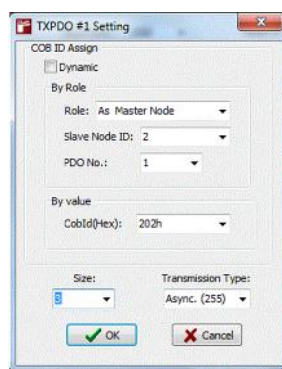 TXPDO #1 Setting
COB ID Assign
Dynamic
By Role
Role: As Master Node
Slave Node ID: 2
PDO No.: 1
By value
CobId(Hex): 202h
Size: Transmission Type:
3 Async. (255)
OK Cancel